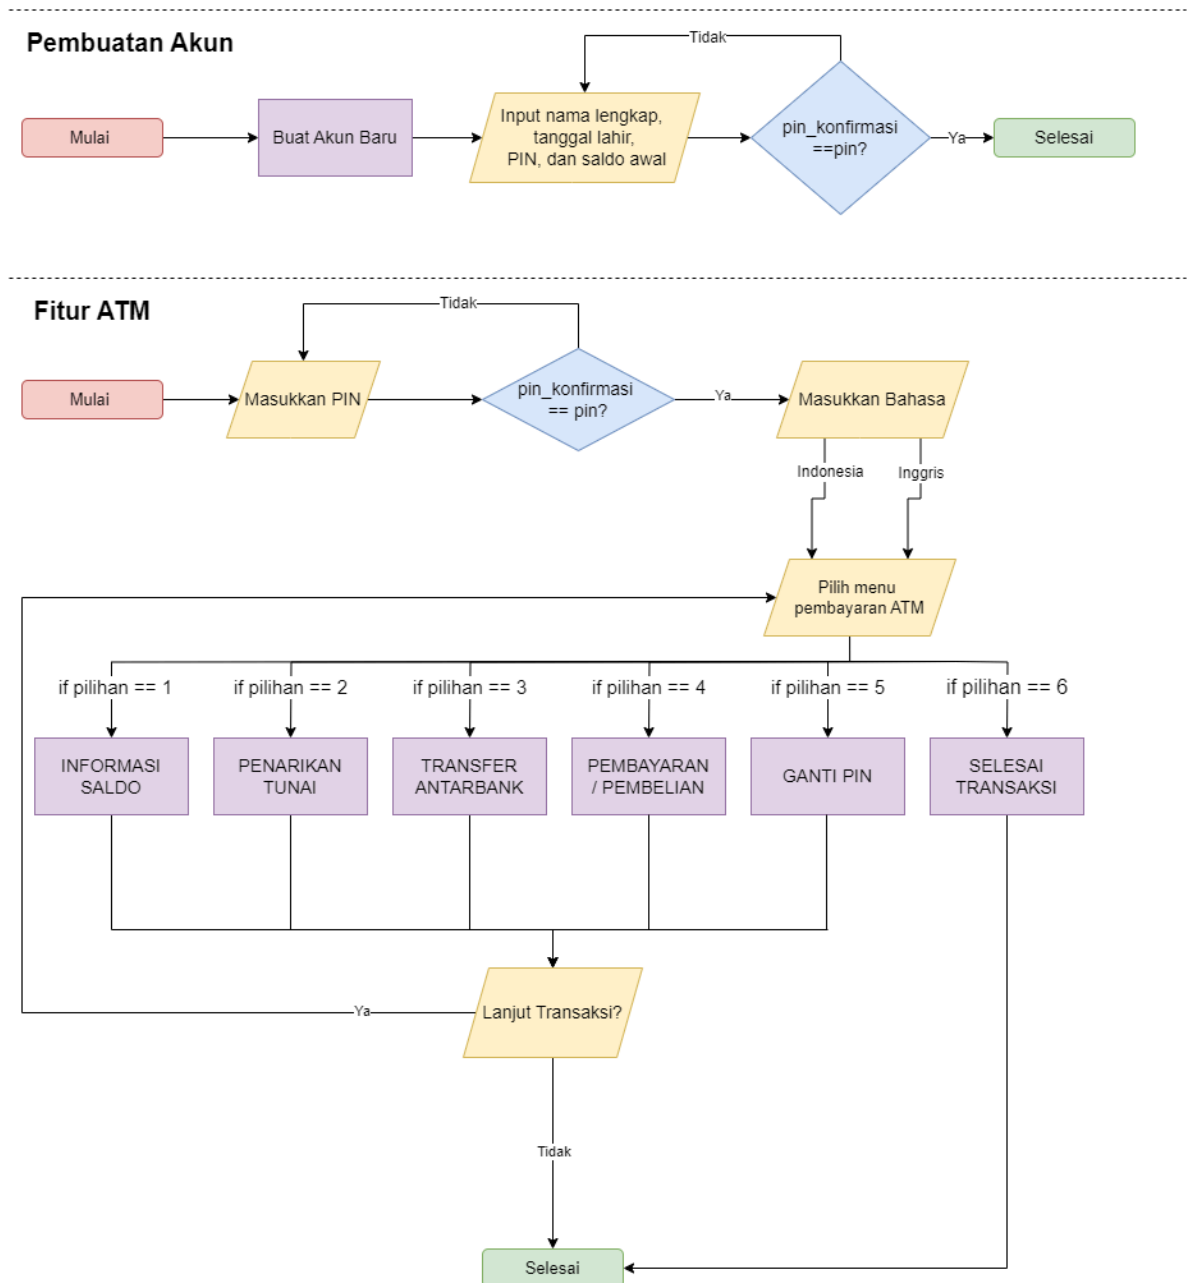 Pembuatan Akun
Tidak
Mulai
Buat Akun Baru
Input nama lengkap,
tanggal lahir,
PIN, dan saldo awal
pin_konfirmasi
==pin?
Ya
Selesai
Fitur ATM
Tidak
Mulai
Masukkan PIN
pin_konfirmasi
== pin?
Ya
Masukkan Bahasa
Indonesia
Inggris
Pilih menu
pembayaran ATM
if pilihan == 1
if pilihan == 2
if pilihan == 3
if pilihan == 4
if pilihan == 5
if pilihan == 6
INFORMASI
SALDO
PENARIKAN
TUNAI
TRANSFER
ANTARBANK
PEMBAYARAN
/ PEMBELIAN
GANTI PIN
SELESAI
TRANSAKSI
Ya
Lanjut Transaksi?
Tidak
Selesai